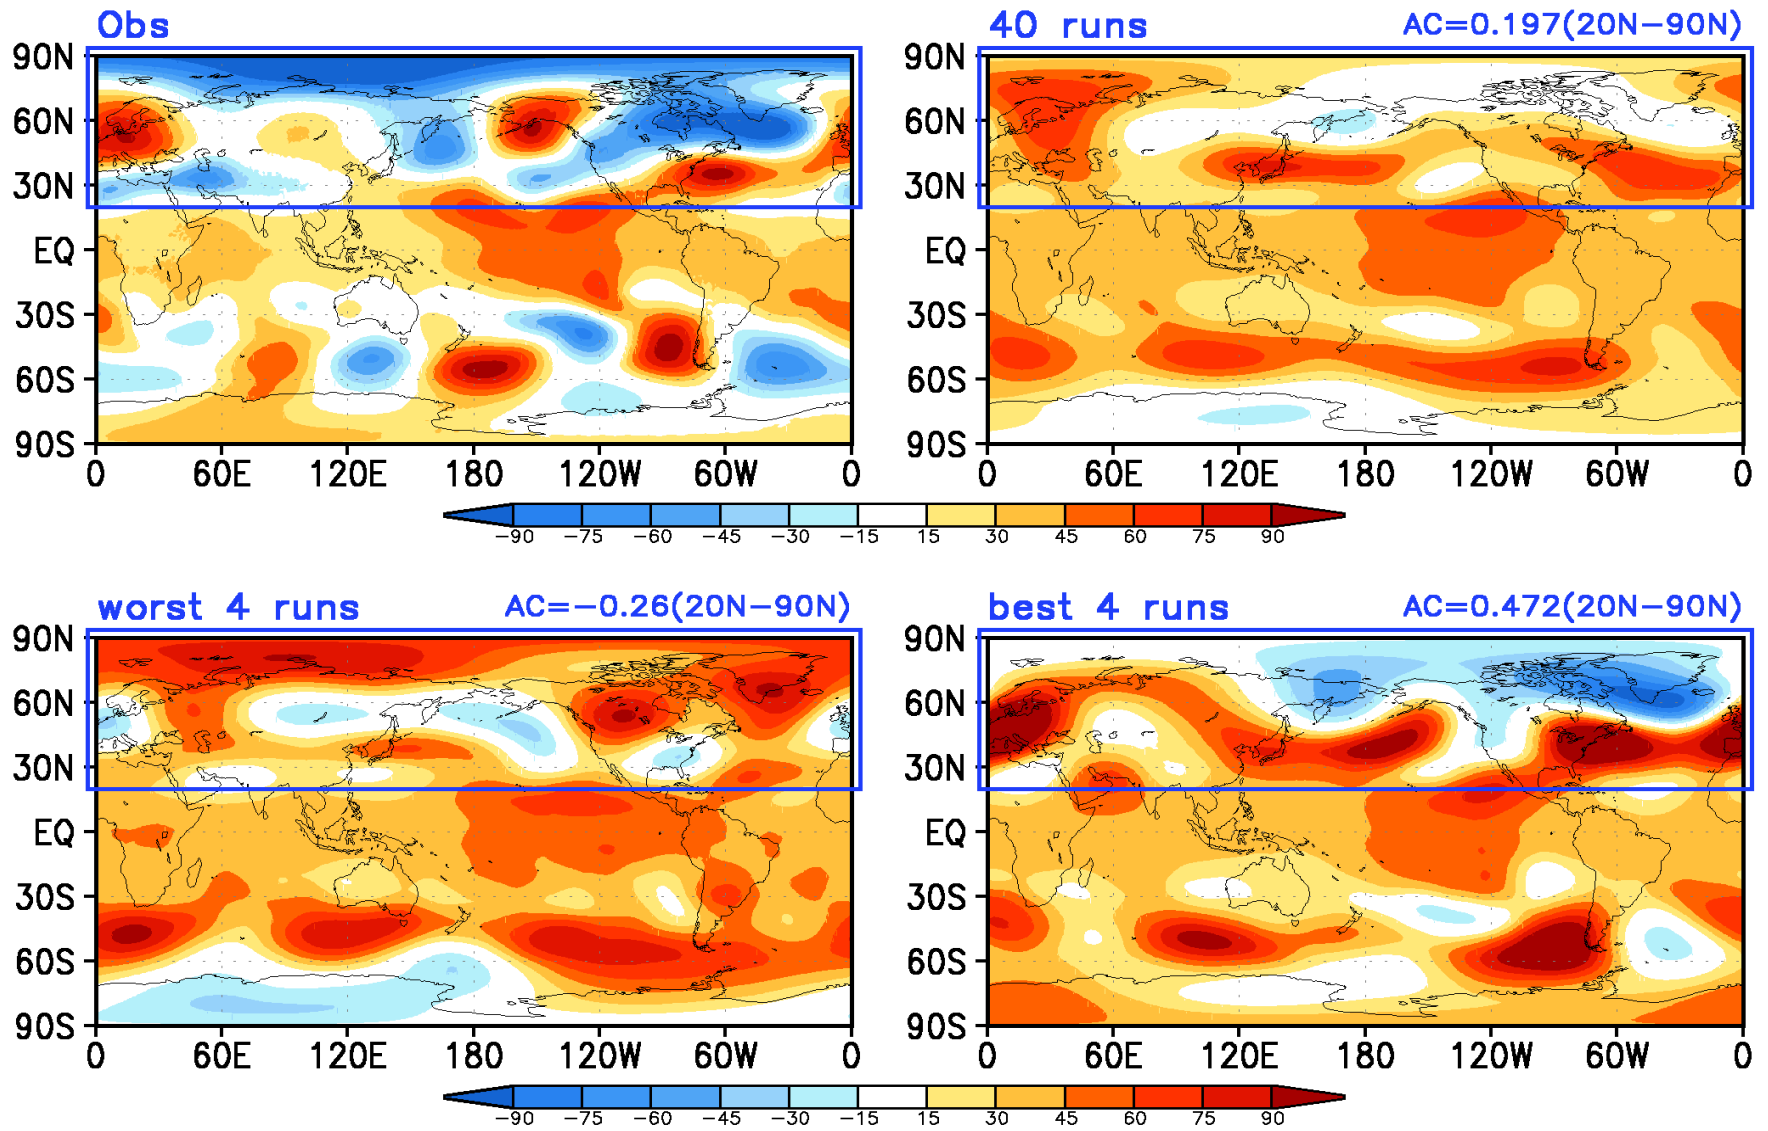 Obs
40 runs AC=0.197(20N−90N)
90N 90N
60N 60N
30N 30N
EQ EQ
30S 30S
60S 60S
90S 90S
0 60E 120E 180 120W 60W 0 0 60E 120E 180 120W 60W 0
−90 −75 −60 −45 −30 −15 15 30 45 60 75 90
worst 4 runs AC=−0.26(20N−90N)
best 4 runs AC=0.472(20N−90N)
90N 90N
60N 60N
30N 30N
EQ EQ
30S 30S
60S 60S
90S 90S
0 60E 120E 180 120W 60W 0 0 60E 120E 180 120W 60W 0
−90 −75 −60 −45 −30 −15 15 30 45 60 75 90